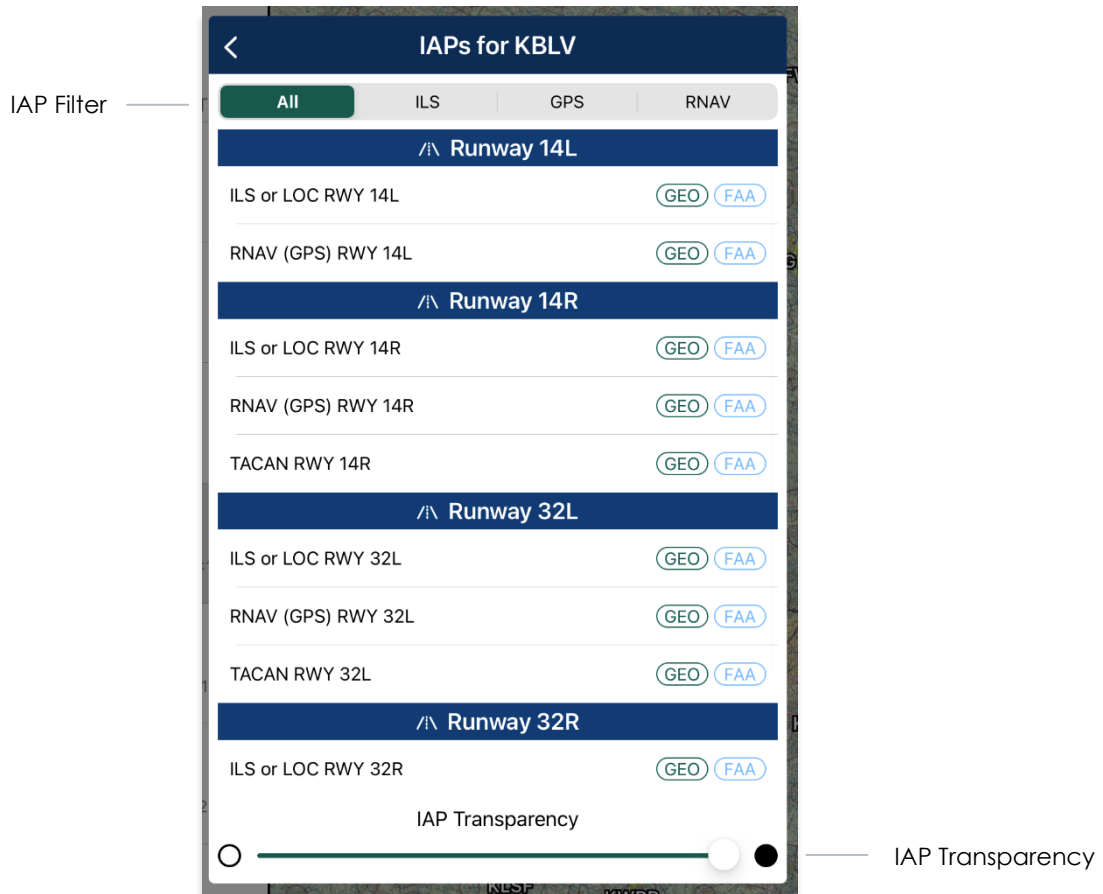 IAPs for KBLV
IAP Filter
All ILS GPS RNAV
Runway 14L
ILS or LOC RWY 14L GEO FAA
RNAV (GPS) RWY 14L GEO FAA
Runway 14R
ILS or LOC RWY 14R GEO FAA
RNAV (GPS) RWY 14R GEO FAA
TACAN RWY 14R GEO FAA
Runway 32L
ILS or LOC RWY 32L GEO FAA
RNAV (GPS) RWY 32L GEO FAA
TACAN RWY 32L GEO FAA
Runway 32R
ILS or LOC RWY 32R GEO FAA
IAP Transparency
IAP Transparency